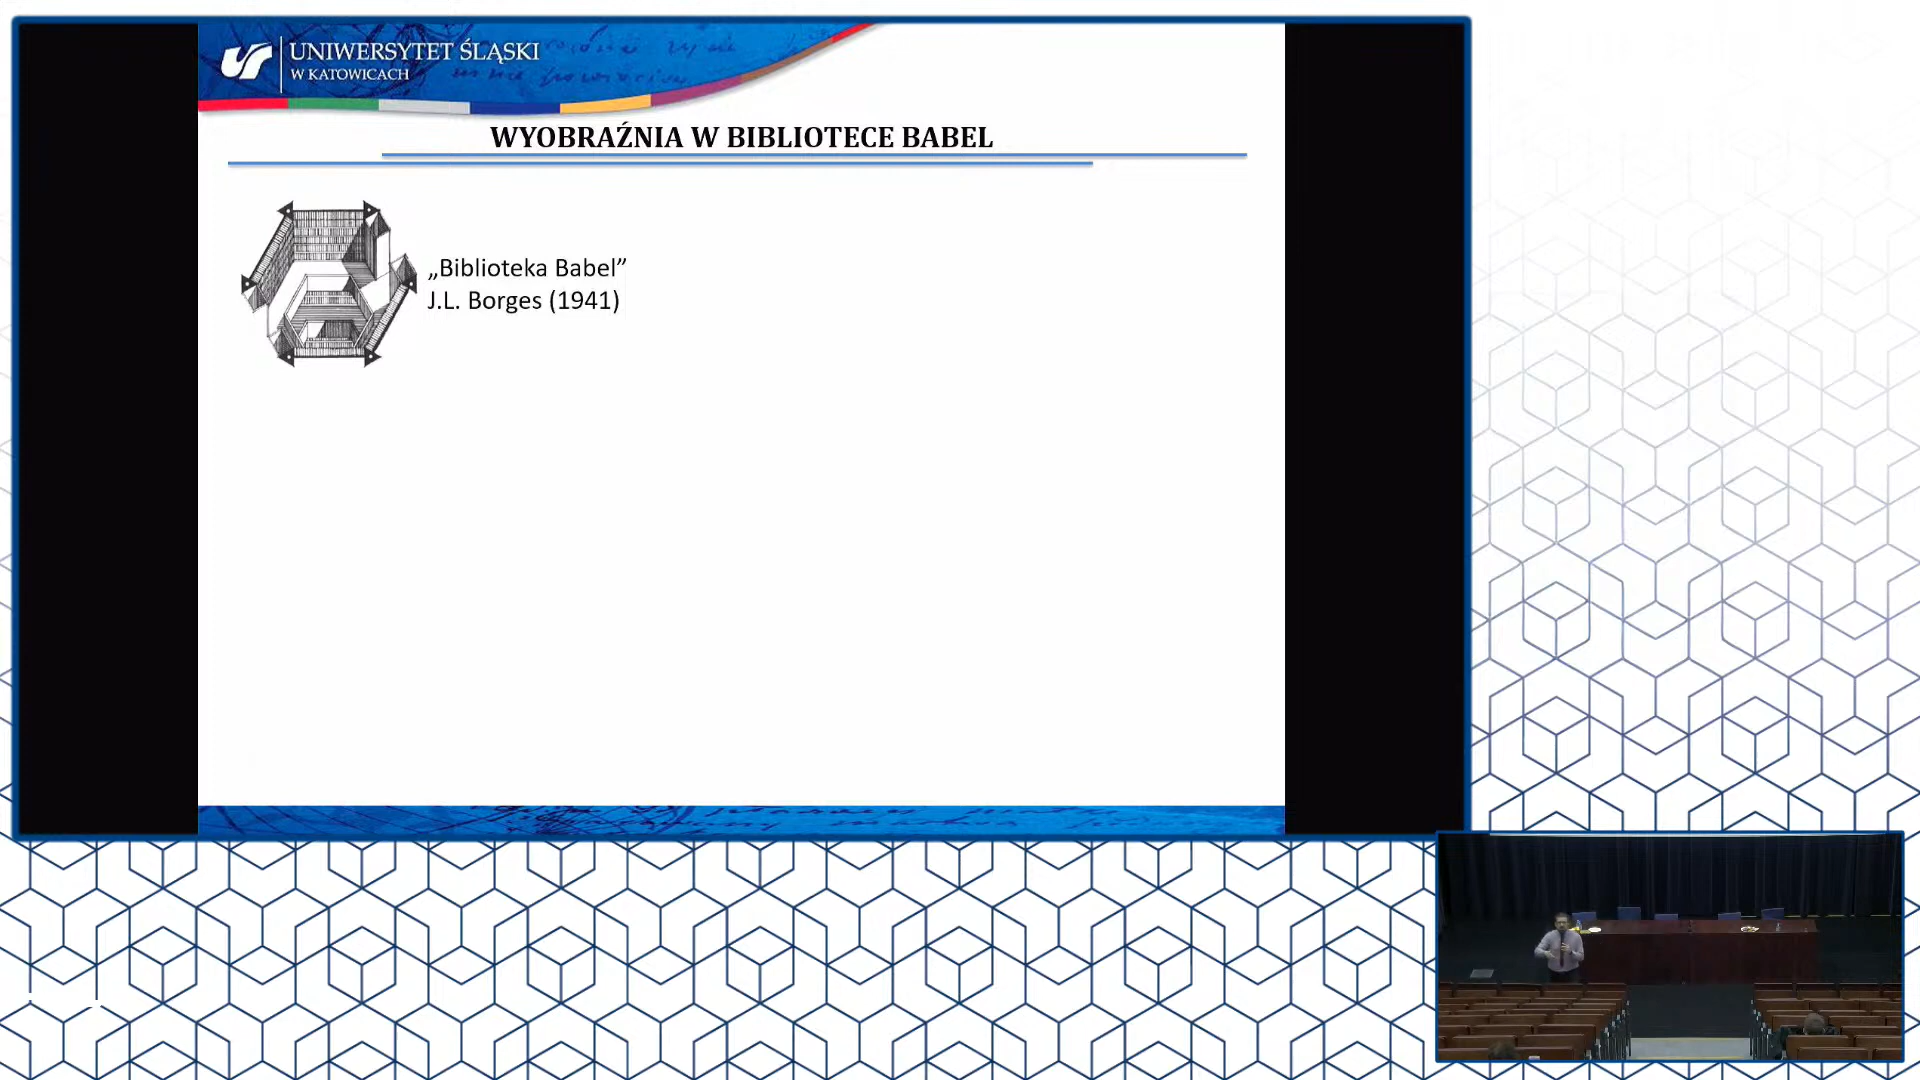 UNIWERSYTET ŚLĄSKI
W KATOWICACH
WYOBRAŹNIA W BIBLIOTECE BABEL
„Biblioteka Babel”
J.L. Borges (1941)